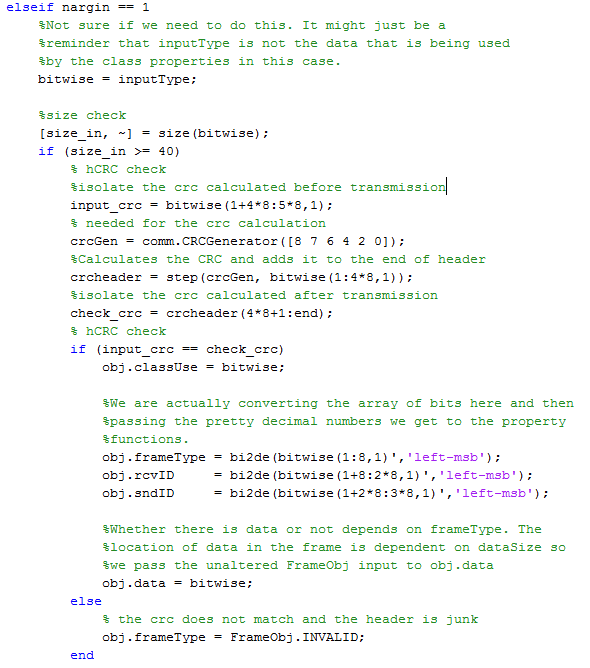 elseif nargin == 1
%Not sure if we need to do this. It might just be a
%reminder that inputType is not the data that is being used
%by the class properties in this case.
bitwise = inputType;
%size check
[size_in, ~] = size(bitwise);
if (size_in >= 40)
% hCRC check
%isolate the crc calculated before transmission
input_crc = bitwise(1+4*8:5*8,1);
% needed for the crc calculation
crcGen = comm.CRCGenerator([8 7 6 4 2 0]);
%Calculates the CRC and adds it to the end of header
crcheader = step(crcGen, bitwise(1:4*8,1));
%isolate the crc calculated after transmission
check_crc = crcheader(4*8+1:end);
% hCRC check
if (input_crc == check_crc)
obj.classUse = bitwise;
%We are actually converting the array of bits here and then
%passing the pretty decimal numbers we get to the property
%functions.
obj.frameType = bi2de(bitwise(1:8,1)','left-msb');
obj.rcvID = bi2de(bitwise(1+8:2*8,1)','left-msb');
obj.sndID = bi2de(bitwise(1+2*8:3*8,1)','left-msb');
%Whether there is data or not depends on frameType. The
%location of data in the frame is dependent on dataSize so
%we pass the unaltered FrameObj input to obj.data
obj.data = bitwise;
else
% the crc does not match and the header is junk
obj.frameType = FrameObj.INVALID;
end